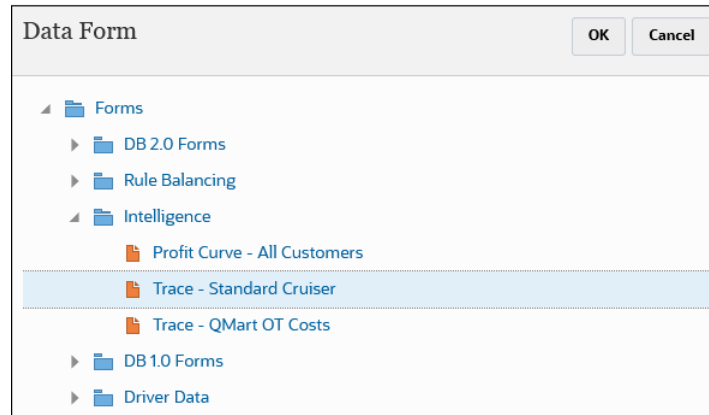 Data Form
OK
Cancel
Forms
DB 2.0 Forms
Rule Balancing
Intelligence
Profit Curve - All Customers
Trace - Standard Cruiser
Trace - QMart OT Costs
DB 1.0 Forms
Driver Data